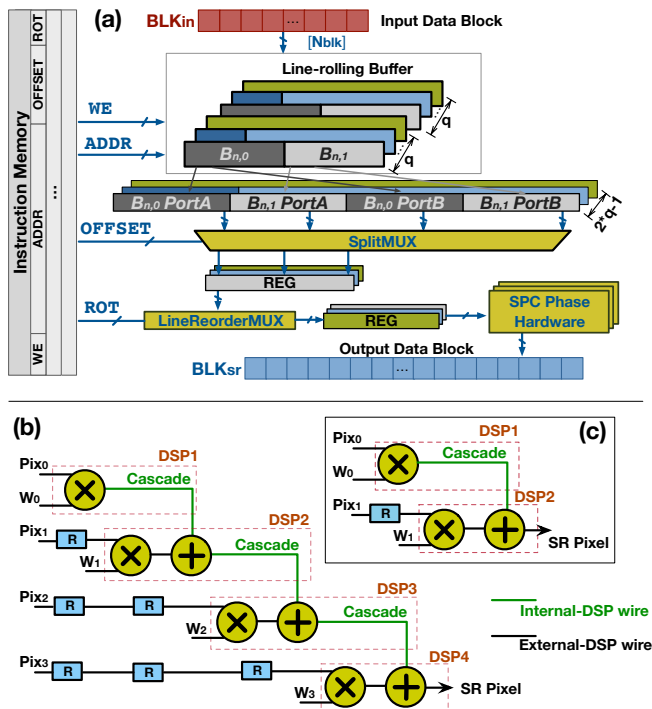 (a)
BLKin
...
Input Data Block
[Nblk]
Line-rolling Buffer
Instruction Memory
ROT
OFFSET
ADDR
WE
...
WE
ADDR
q
q
Bn,0
Bn,1
Bn,0 PortA
Bn,1 PortA
Bn,0 PortB
Bn,1 PortB
2*q-1
OFFSET
SplitMUX
REG
ROT
LineReorderMUX
REG
SPC Phase
Hardware
Output Data Block
BLKsr
...
(b)
Pix0
W0
DSP1
Cascade
Pix1
R
W1
DSP2
Cascade
Pix2
R
R
W2
DSP3
Cascade
Pix3
R
R
R
W3
DSP4
SR Pixel
(c)
Pix0
W0
DSP1
Cascade
Pix1
R
W1
DSP2
SR Pixel
Internal-DSP wire
External-DSP wire